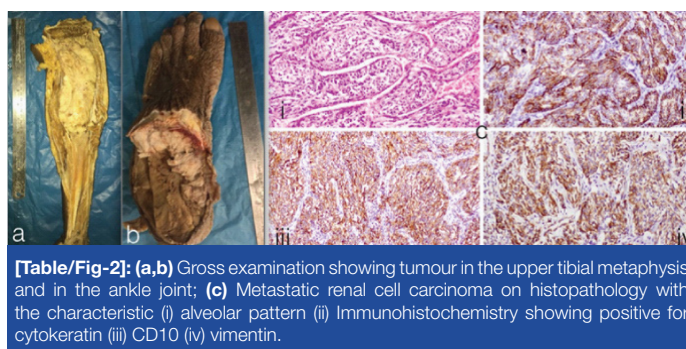 a
b
c
i
i
iii
iv
[Table/Fig-2]: (a,b) Gross examination showing tumour in the upper tibial metaphysis
and in the ankle joint; (c) Metastatic renal cell carcinoma on histopathology with
the characteristic (i) alveolar pattern (ii) Immunohistochemistry showing positive for
cytokeratin (iii) CD10 (iv) vimentin.